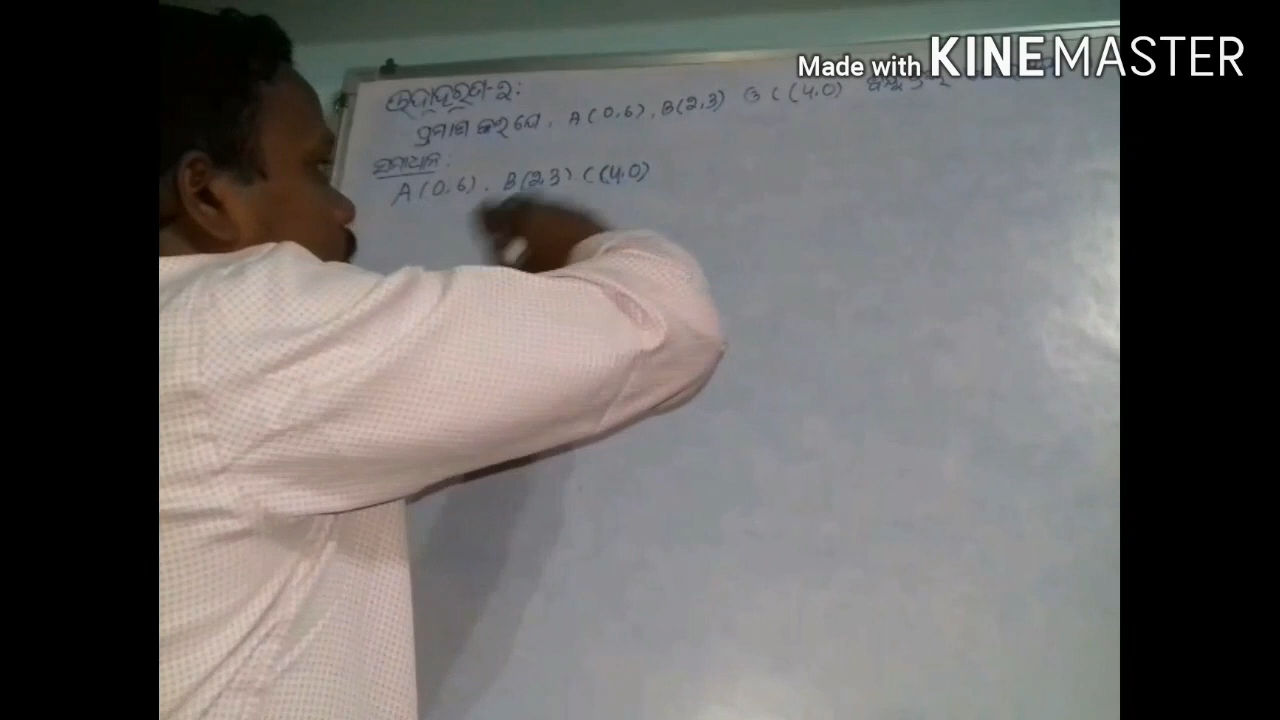 Made with KINEMASTER
ଉଦାହରଣ-୨:
ପ୍ରମାଣ କର ଯେ, A(0,6), B(2,3) ଓ C(4,0)
ସମାଧାନ:
A(0,6), B(2,3), C(4,0)